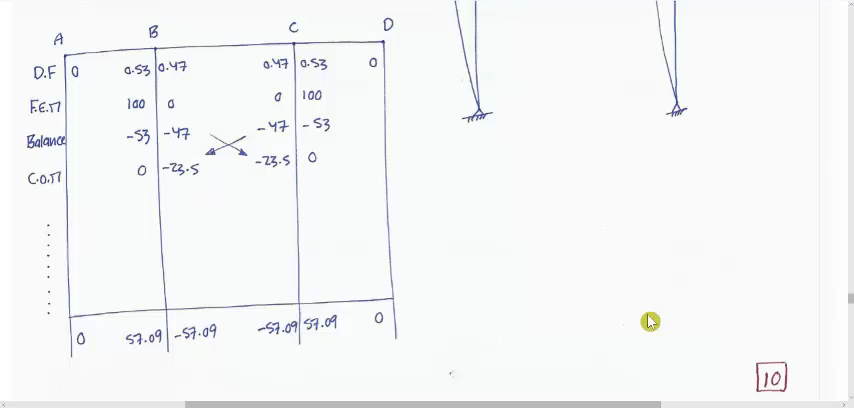 A B C D
D.F 0 0.53 0.47 0.47 0.53 0
F.E.M 100 0 0 100
Balance -53 -47 -47 -53
C.O.M 0 -23.5 -23.5 0
0 57.09 -57.09 -57.09 57.09 0
10